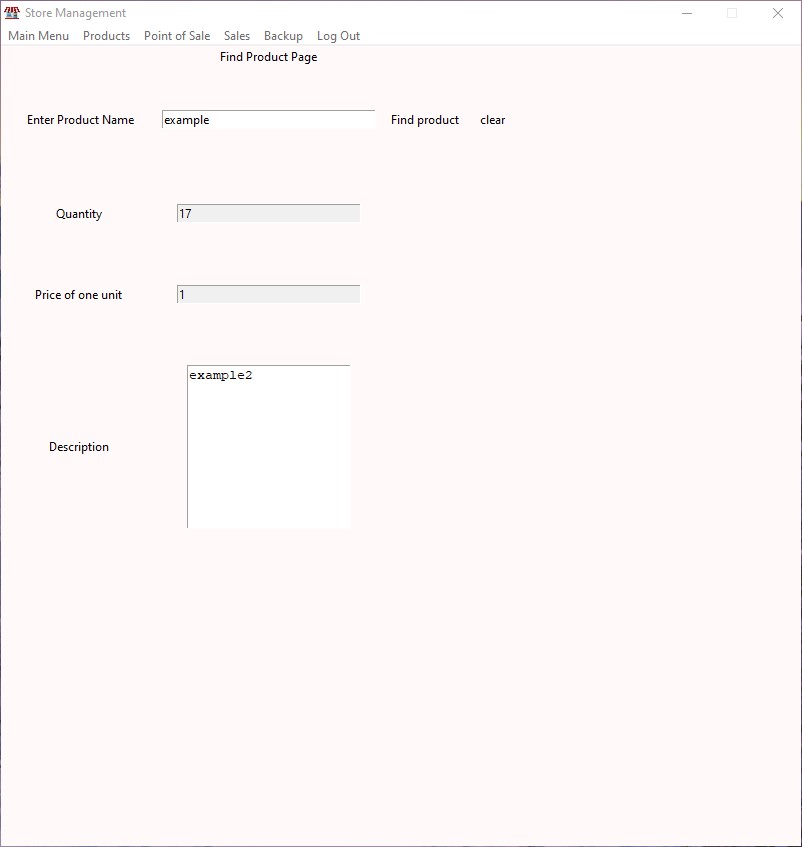 Store Management
Main Menu Products Point of Sale Sales Backup Log Out
Find Product Page
Enter Product Name example Find product clear
Quantity 17
Price of one unit 1
example2
Description